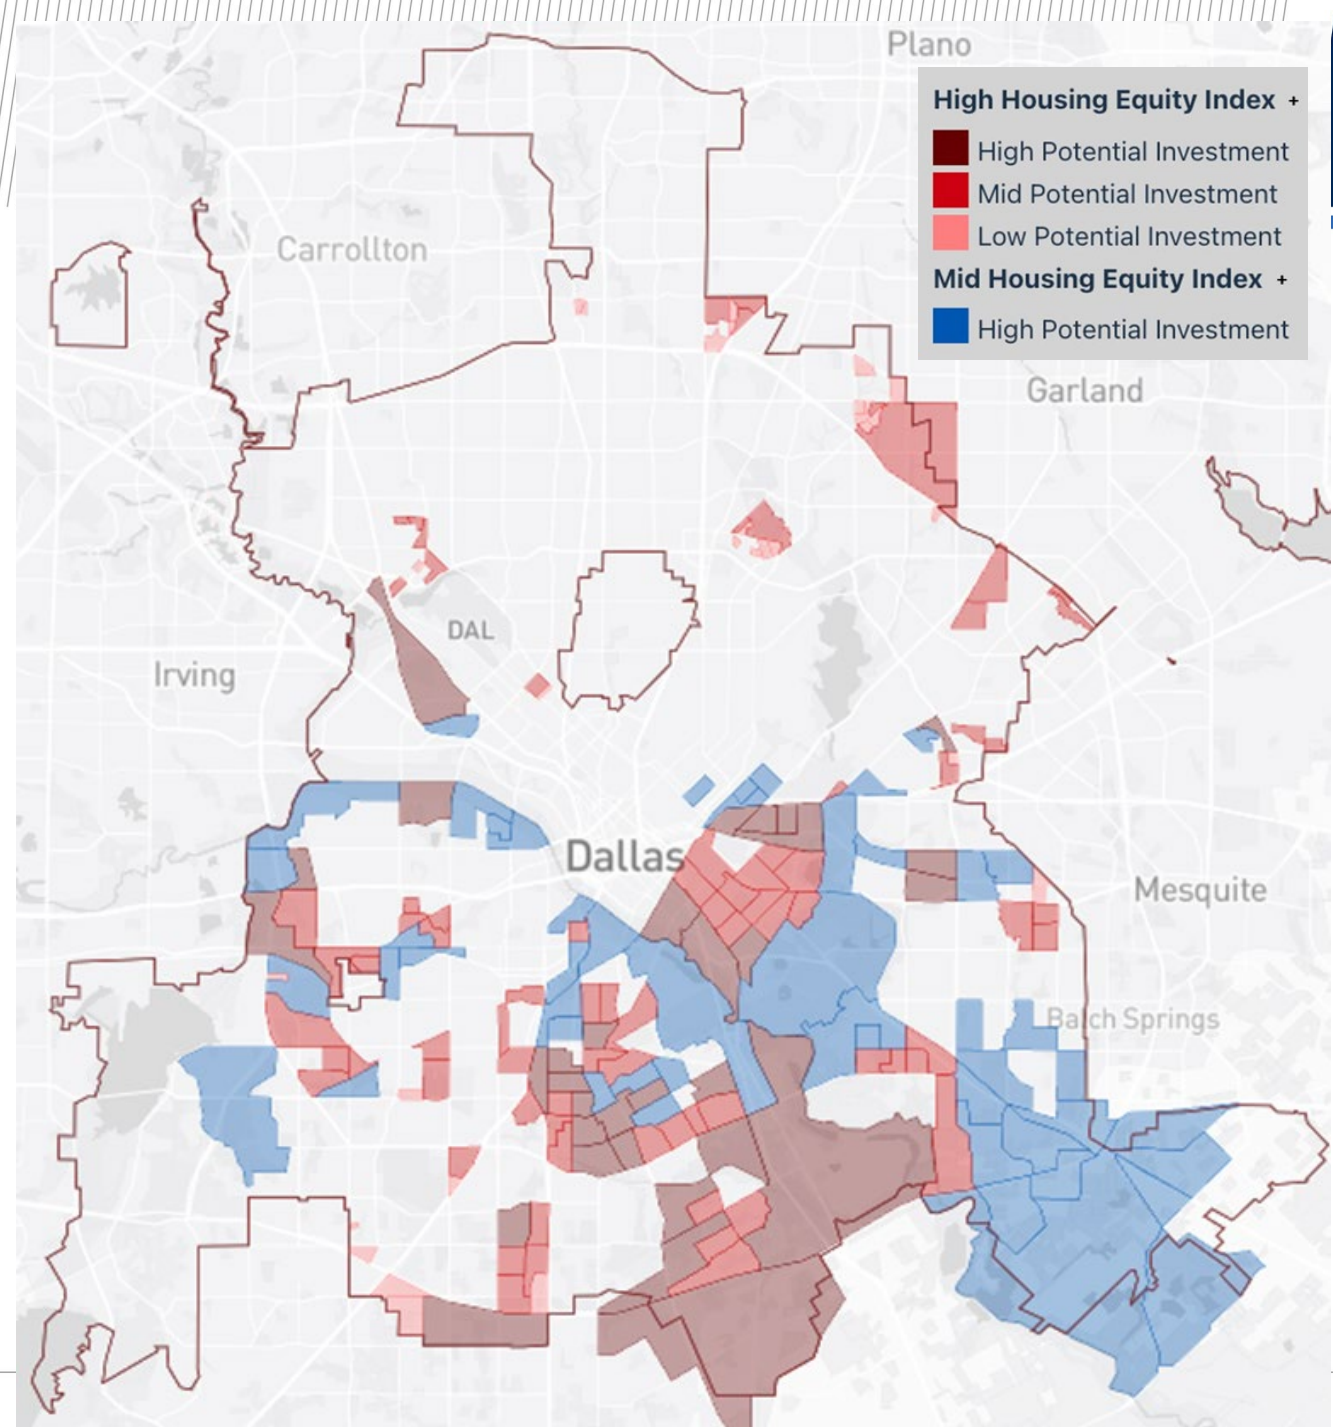 Plano
High Housing Equity Index +
High Potential Investment
Mid Potential Investment
Low Potential Investment
Mid Housing Equity Index +
High Potential Investment
Carrollton
Garland
DAL
Irving
Dallas
Mesquite
Balch Springs